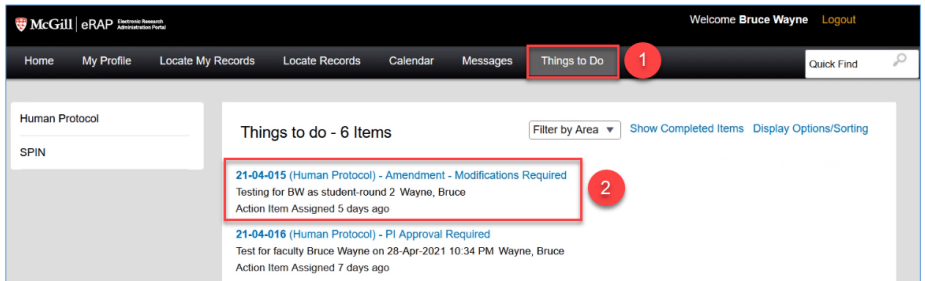 McGill eRAP Electronic Research Administration Portal
Welcome Bruce Wayne Logout
Home My Profile Locate My Records Locate Records Calendar Messages Things to Do 1
Quick Find
Human Protocol
SPIN
Things to do - 6 Items
Filter by Area Show Completed Items Display Options/Sorting
21-04-015 (Human Protocol) - Amendment - Modifications Required
Testing for BW as student-round 2 Wayne, Bruce
Action Item Assigned 5 days ago
2
21-04-016 (Human Protocol) - PI Approval Required
Test for faculty Bruce Wayne on 28-Apr-2021 10:34 PM Wayne, Bruce
Action Item Assigned 7 days ago